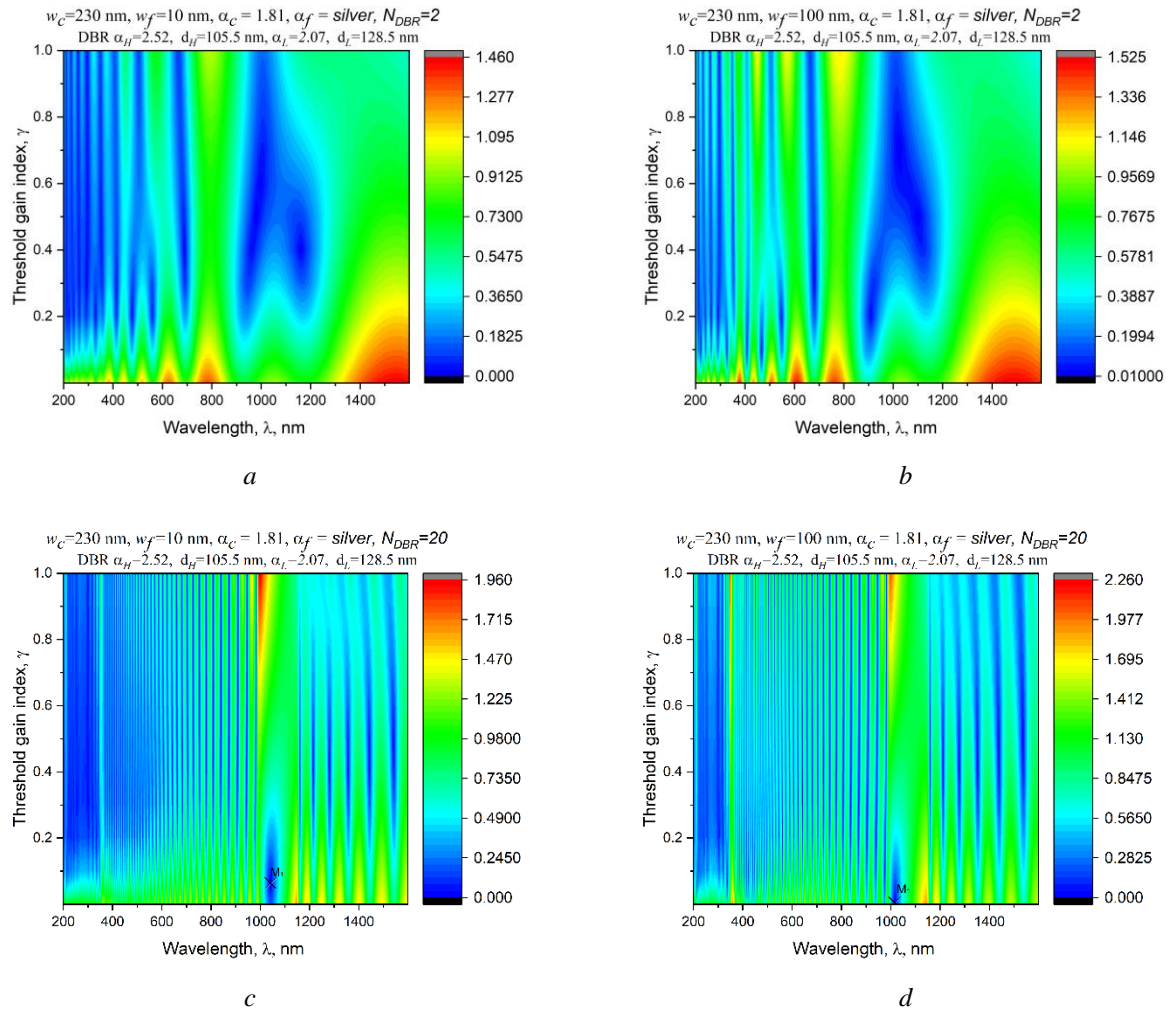 w_c=230 nm, w_f=10 nm, α_c = 1.81, α_f = silver, N_DBR=2
DBR α_H=2.52, d_H=105.5 nm, α_L=2.07, d_L=128.5 nm
Threshold gain index, γ
1.0
0.8
0.6
0.4
0.2
200 400 600 800 1000 1200 1400
Wavelength, λ, nm
1.460
1.277
1.095
0.9125
0.7300
0.5475
0.3650
0.1825
0.000
a
w_c=230 nm, w_f=100 nm, α_c = 1.81, α_f = silver, N_DBR=2
DBR α_H=2.52, d_H=105.5 nm, α_L=2.07, d_L=128.5 nm
Threshold gain index, γ
1.0
0.8
0.6
0.4
0.2
200 400 600 800 1000 1200 1400
Wavelength, λ, nm
1.525
1.336
1.146
0.9569
0.7675
0.5781
0.3887
0.1994
0.01000
b
w_c=230 nm, w_f=10 nm, α_c = 1.81, α_f = silver, N_DBR=20
DBR α_H–2.52, d_H=105.5 nm, α_L–2.07, d_L=128.5 nm
Threshold gain index, γ
1.0
0.8
0.6
0.4
0.2
M₁
200 400 600 800 1000 1200 1400
Wavelength, λ, nm
1.960
1.715
1.470
1.225
0.9800
0.7350
0.4900
0.2450
0.000
c
w_c=230 nm, w_f=100 nm, α_c = 1.81, α_f = silver, N_DBR=20
DBR α_H=2.52, d_H=105.5 nm, α_L=2.07, d_L=128.5 nm
Threshold gain index, γ
1.0
0.8
0.6
0.4
0.2
200 400 600 800 1000 1200 1400
Wavelength, λ, nm
2.260
1.977
1.695
1.412
1.130
0.8475
0.5650
0.2825
0.000
d